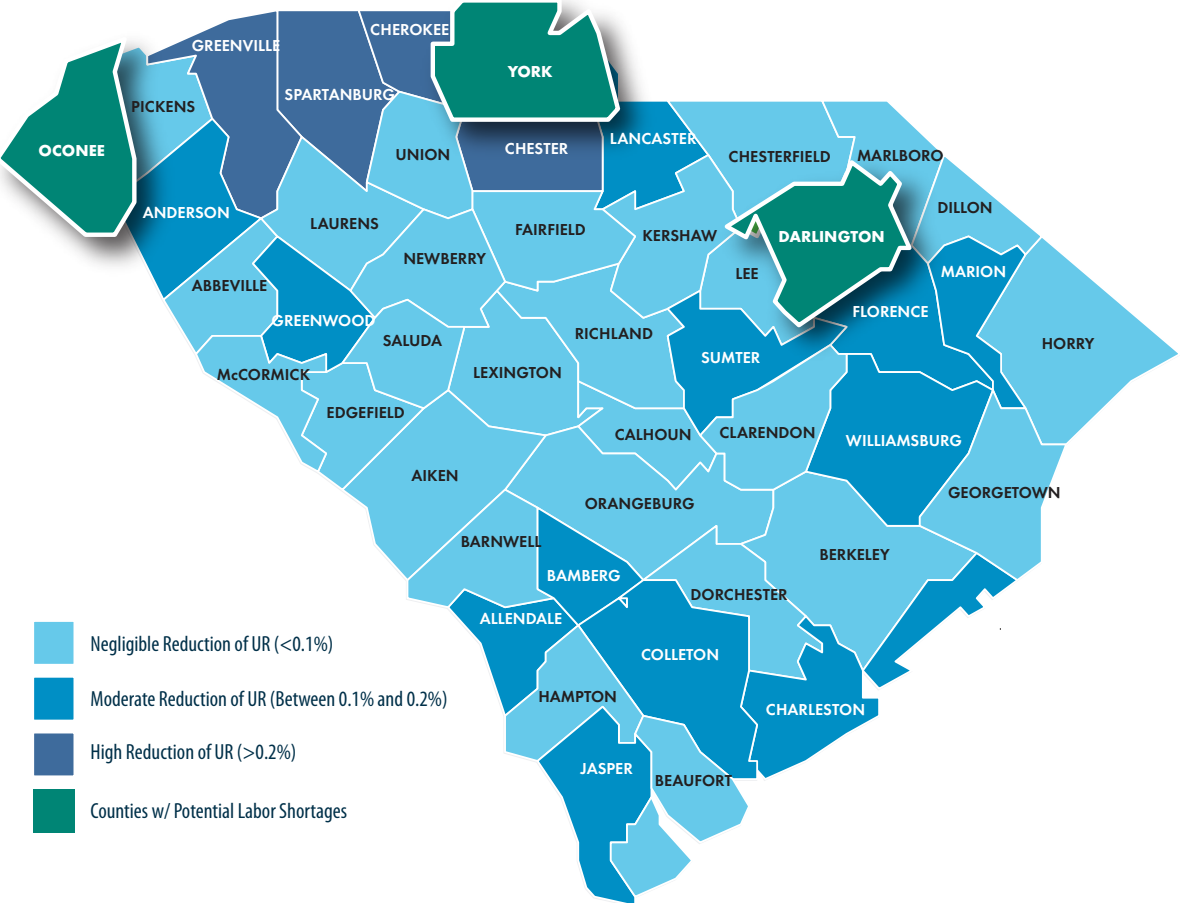 CHEROKEE
GREENVILLE
YORK
SPARTANBURG
PICKENS
LANCASTER
OCONEE
CHESTER
UNION
CHESTERFIELD
MARLBORO
ANDERSON
DILLON
LAURENS
FAIRFIELD
KERSHAW
DARLINGTON
NEWBERRY
LEE
MARION
ABBEVILLE
FLORENCE
GREENWOOD
RICHLAND
SALUDA
HORRY
SUMTER
McCORMICK
LEXINGTON
EDGEFIELD
CALHOUN
CLARENDON
WILLIAMSBURG
AIKEN
GEORGETOWN
ORANGEBURG
BARNWELL
BERKELEY
BAMBERG
DORCHESTER
ALLENDALE
COLLETON
HAMPTON
CHARLESTON
JASPER
BEAUFORT
Negligible Reduction of UR (<0.1%)
Moderate Reduction of UR (Between 0.1% and 0.2%)
High Reduction of UR (>0.2%)
Counties w/ Potential Labor Shortages